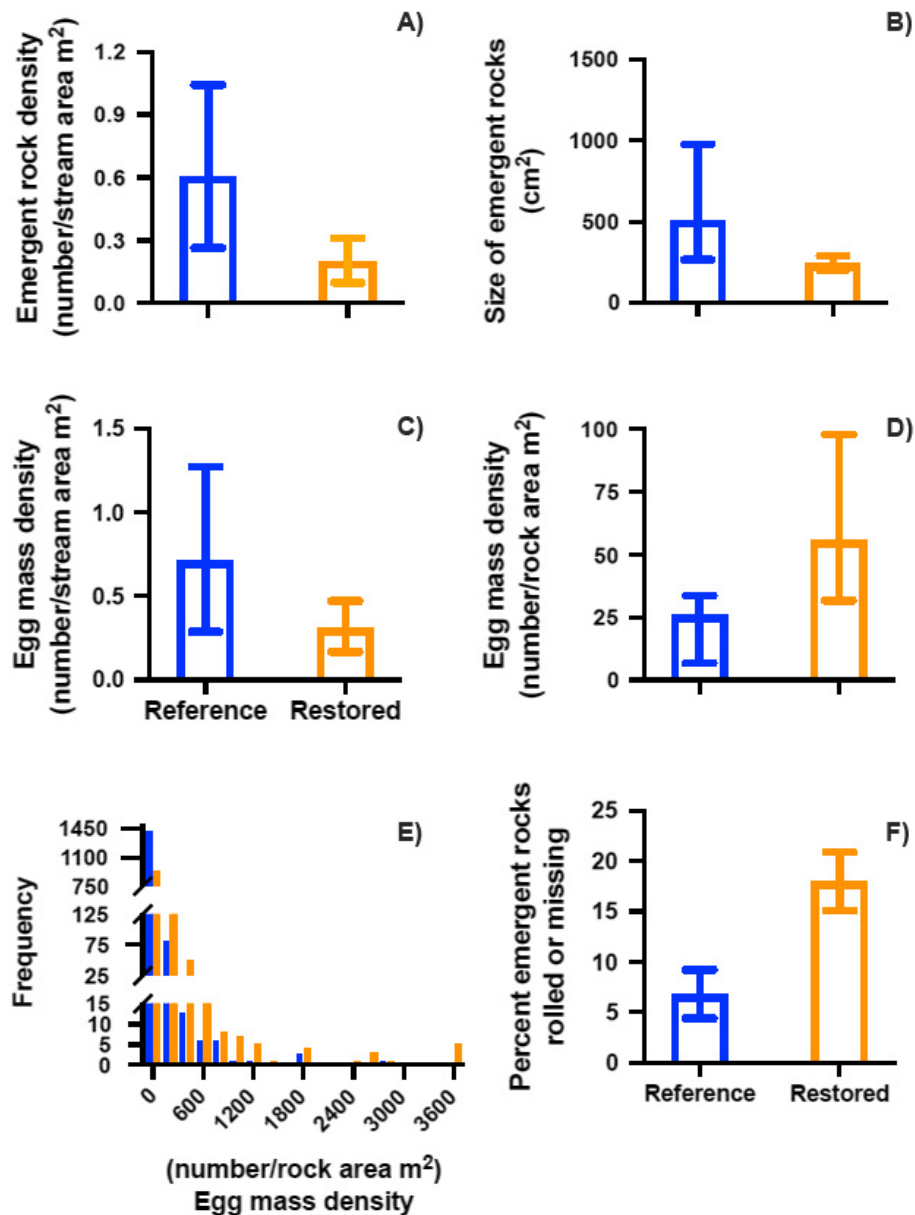 A)
Emergent rock density
(number/stream area m²)
1.2
0.9
0.6
0.3
0.0
B)
Size of emergent rocks
(cm²)
1500
1000
500
0
C)
Egg mass density
(number/stream area m²)
1.5
1.0
0.5
0.0
Reference Restored
D)
Egg mass density
(number/rock area m²)
100
75
50
25
0
E)
Frequency
1450
1100
750
125
75
25
15
10
5
0
0 600 1200 1800 2400 3000 3600
(number/rock area m²)
Egg mass density
F)
Percent emergent rocks
rolled or missing
25
20
15
10
5
0
Reference Restored